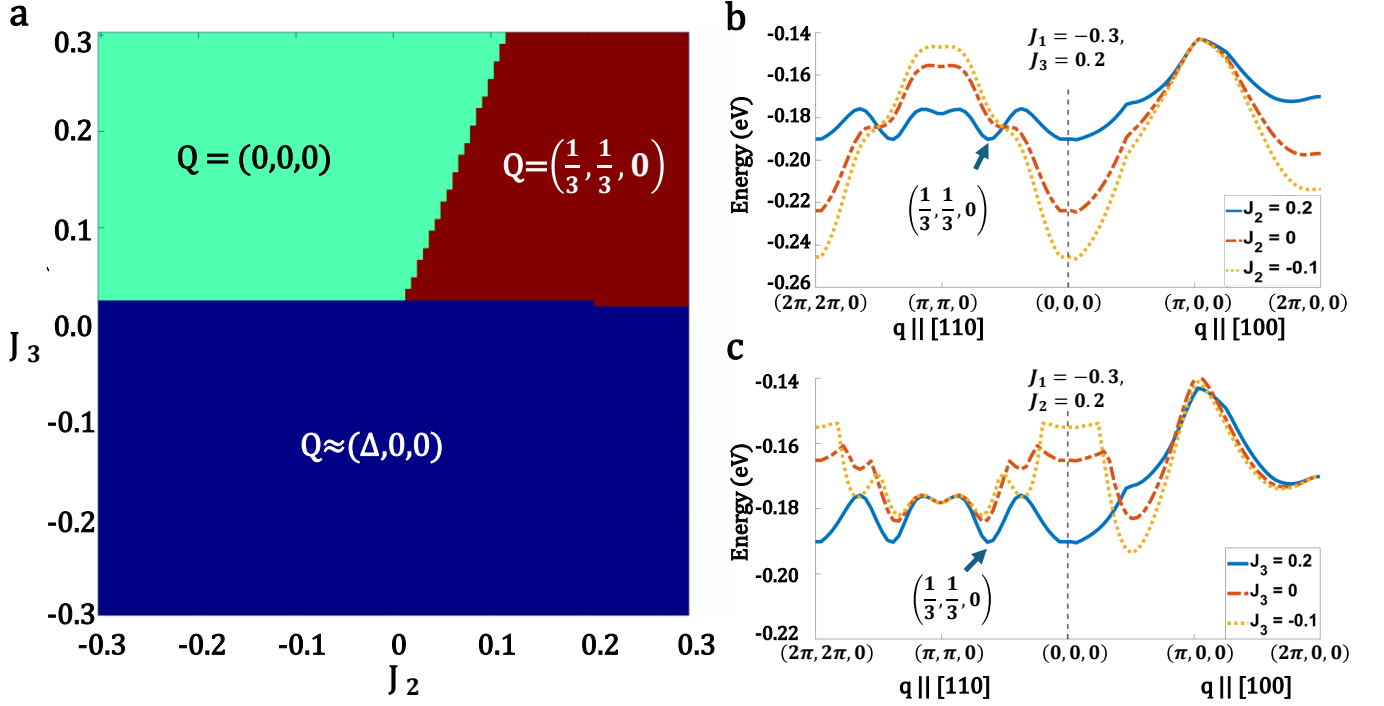 a
0.3
0.2
0.1
0.0
-0.1
-0.2
-0.3
J 3
Q = (0,0,0)
Q=(1/3,1/3,0)
Q≈(Δ,0,0)
-0.3
-0.2
-0.1
0
0.1
0.2
0.3
J 2
b
J1 = −0.3,
J3 = 0.2
-0.14
-0.16
-0.18
-0.20
-0.22
-0.24
-0.26
Energy (eV)
(1/3,1/3,0)
J2 = 0.2
J2 = 0
J2 = -0.1
(2π,2π,0)
(π,π,0)
(0,0,0)
(π,0,0)
(2π,0,0)
q || [110]
q || [100]
c
J1 = −0.3,
J2 = 0.2
-0.14
-0.16
-0.18
-0.20
-0.22
Energy (eV)
(1/3,1/3,0)
J3 = 0.2
J3 = 0
J3 = -0.1
(2π,2π,0)
(π,π,0)
(0,0,0)
(π,0,0)
(2π,0,0)
q || [110]
q || [100]